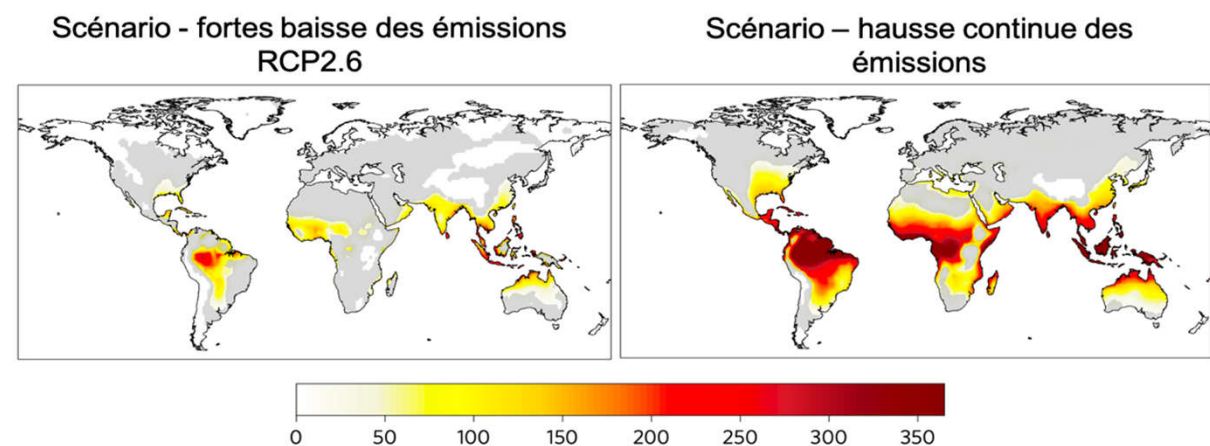 Scénario - fortes baisse des émissions
RCP2.6
Scénario – hausse continue des
émissions
0 50 100 150 200 250 300 350